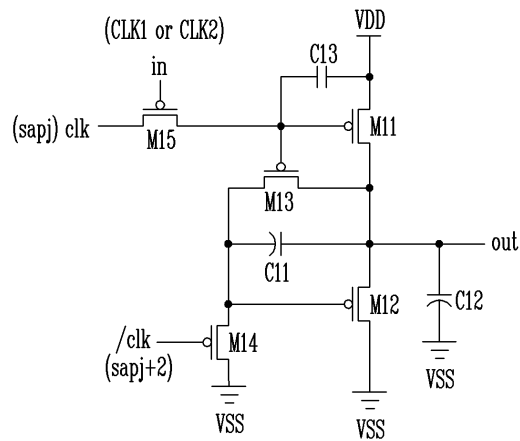 VDD
(CLK1 or CLK2)
C13
in
(sapj) clk
M15
M11
M13
out
C11
M12
C12
/clk
(sapj+2)
M14
VSS
VSS
VSS